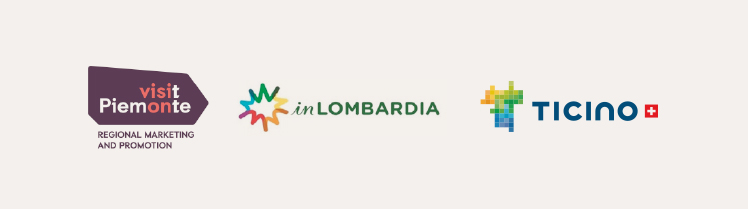 visit
Piemonte
REGIONAL MARKETING
AND PROMOTION
inLOMBARDIA
TICINO